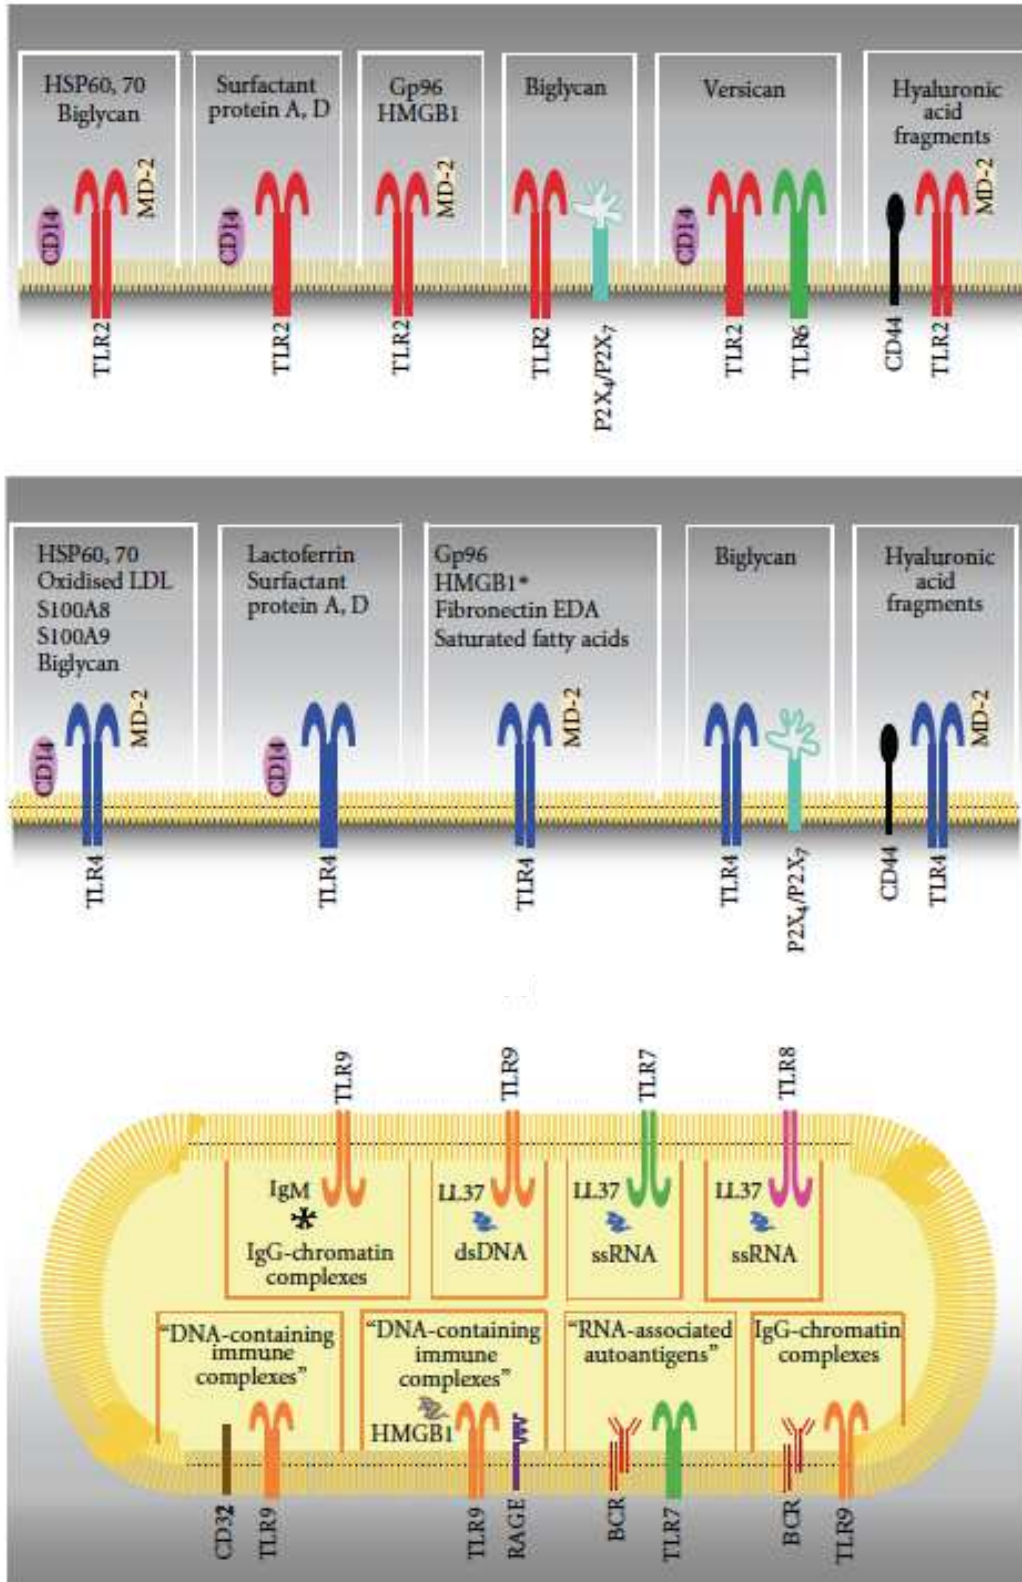 HSP60, 70
Biglycan
CD14
MD-2
TLR2
Surfactant
protein A, D
CD14
TLR2
Gp96
HMGB1
MD-2
TLR2
Biglycan
TLR2
P2X₄/P2X₇
Versican
CD14
TLR2
TLR6
Hyaluronic
acid
fragments
MD-2
CD44
TLR2
HSP60, 70
Oxidised LDL
S100A8
S100A9
Biglycan
CD14
MD-2
TLR4
Lactoferrin
Surfactant
protein A, D
CD14
TLR4
Gp96
HMGB1*
Fibronectin EDA
Saturated fatty acids
MD-2
TLR4
Biglycan
TLR4
P2X₄/P2X₇
Hyaluronic
acid
fragments
MD-2
CD44
TLR4
TLR9
IgM
IgG-chromatin
complexes
TLR9
LL37
dsDNA
TLR7
LL37
ssRNA
TLR8
LL37
ssRNA
“DNA-containing
immune
complexes”
CD32
TLR9
“DNA-containing
immune
complexes”
HMGB1
TLR9
RAGE
“RNA-associated
autoantigens”
BCR
TLR7
IgG-chromatin
complexes
BCR
TLR9